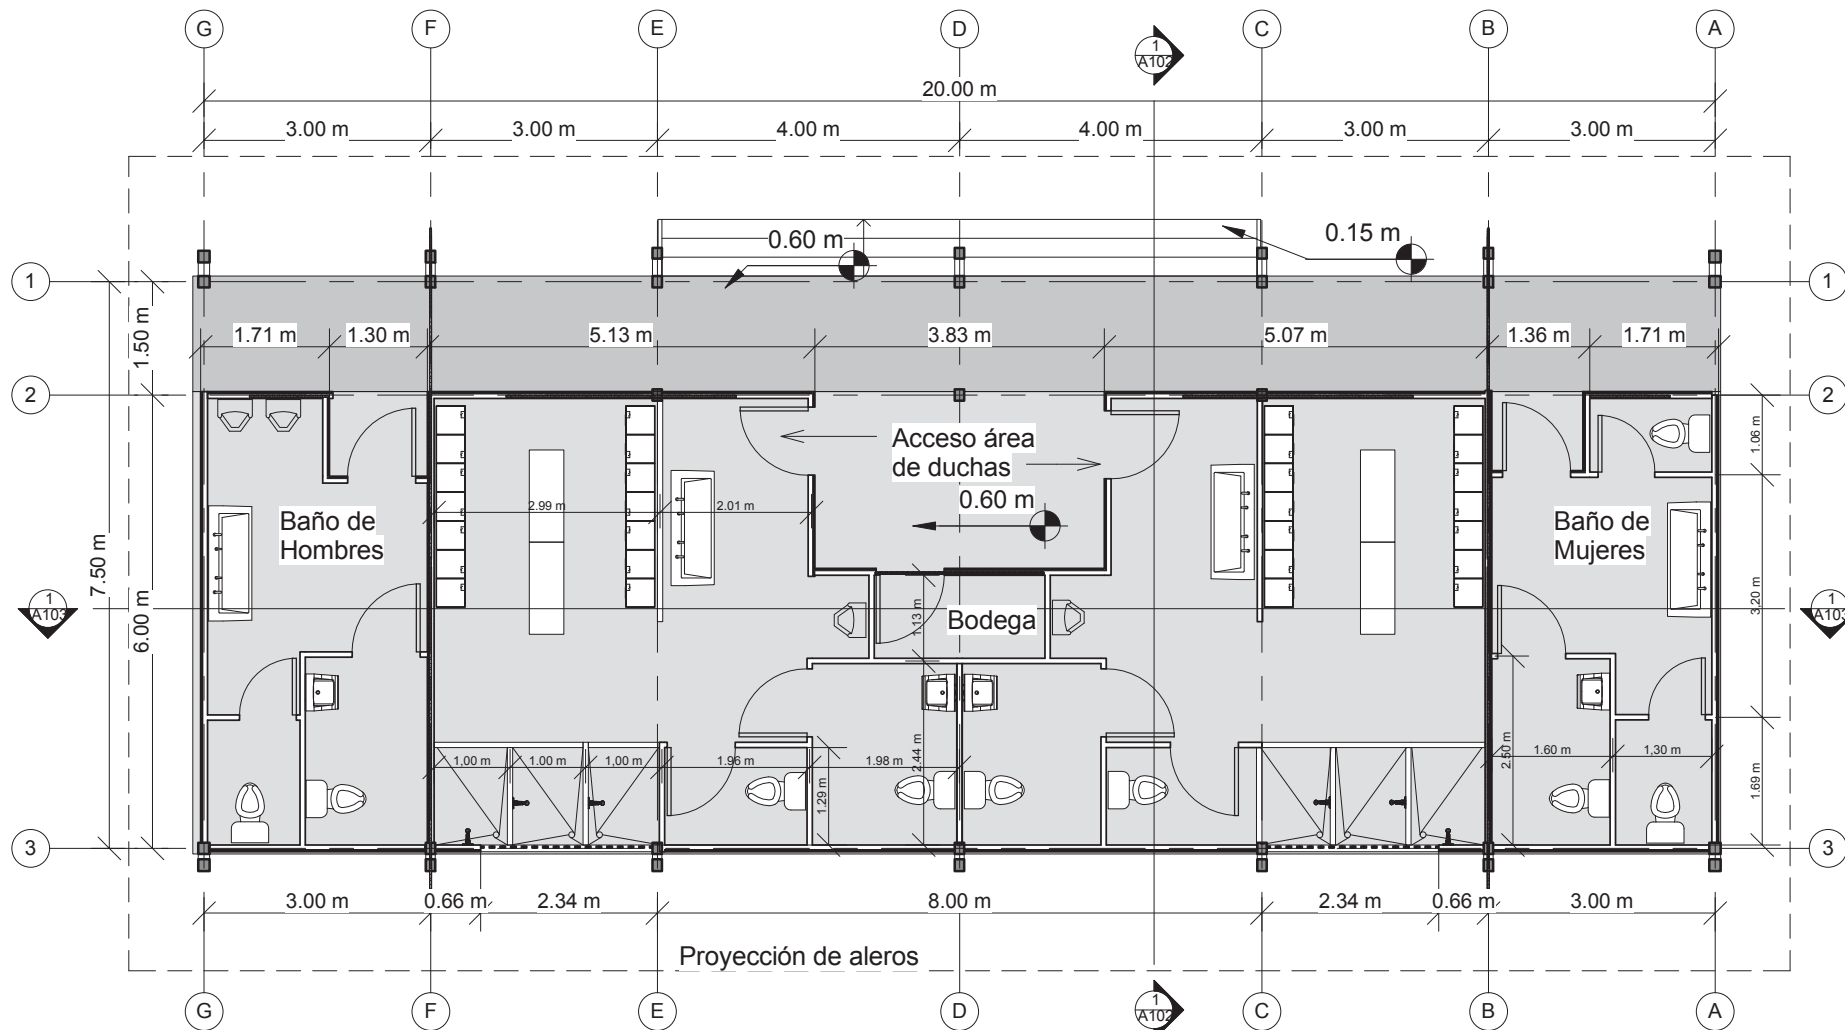 G F E D C B A
1
A102
20.00 m
3.00 m 3.00 m 4.00 m 4.00 m 3.00 m 3.00 m
0.60 m 0.15 m
1 1
1.50 m
1.71 m 1.30 m 5.13 m 3.83 m 5.07 m 1.36 m 1.71 m
2 2
Acceso área
de duchas
1.06 m
0.60 m
2.99 m 2.01 m
Baño de
Hombres
Baño de
Mujeres
7.50 m
6.00 m
1
A103
1
A103
3,20 m
1.13 m
Bodega
2.44 m
2.50 m
1,00 m 1.00 m 1,00 m 1.96 m 1.98 m
1.60 m 1,30 m
1.29 m
1.69 m
3 3
3.00 m 0.66 m 2.34 m 8.00 m 2.34 m 0.66 m 3.00 m
Proyección de aleros
G F E D C B A
1
A102